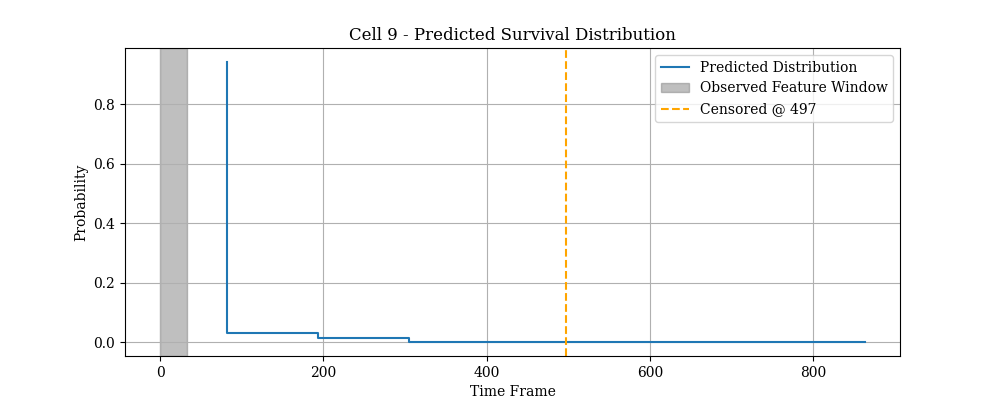 Cell 9 - Predicted Survival Distribution
Predicted Distribution
Observed Feature Window
Censored @ 497
Probability
0.8
0.6
0.4
0.2
0.0
0
200
400
600
800
Time Frame